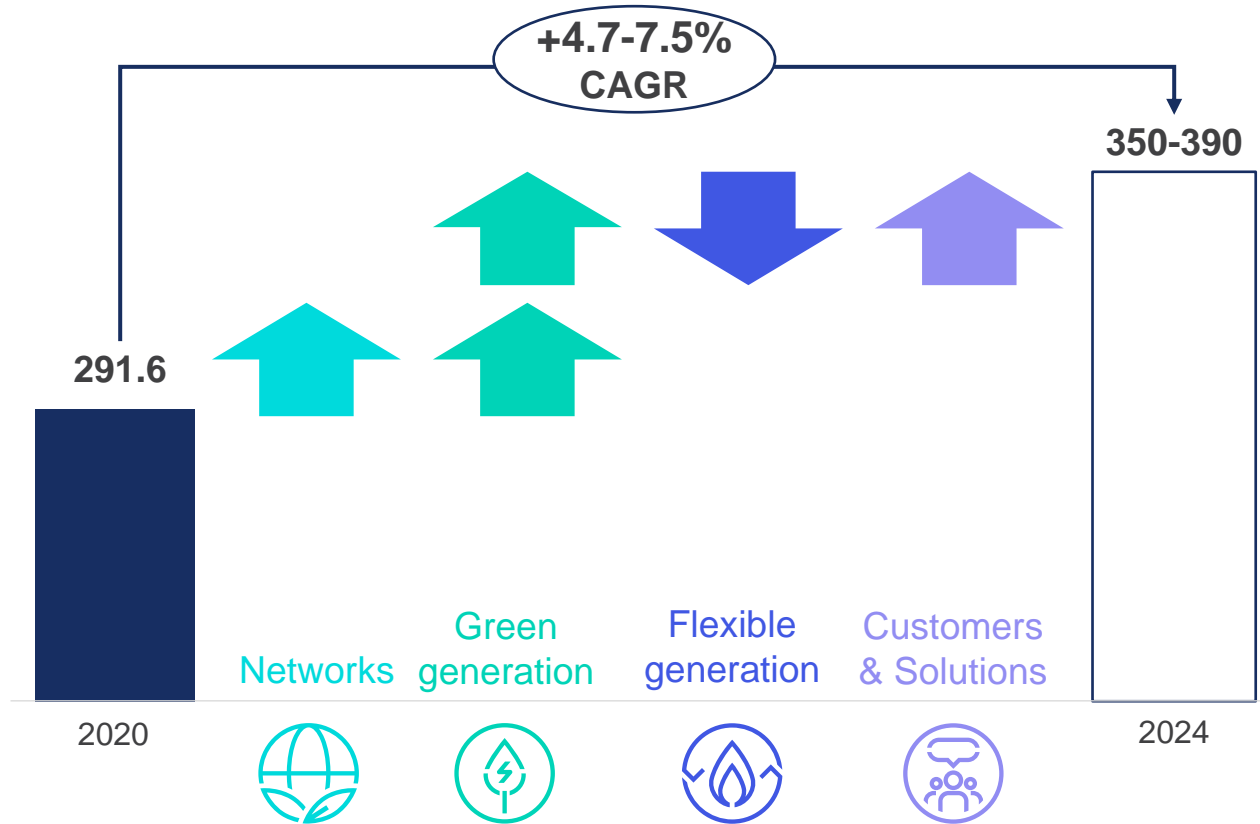 +4.7-7.5%
CAGR
350-390
291.6
Networks
Green
generation
Flexible
generation
Customers
& Solutions
2020
2024